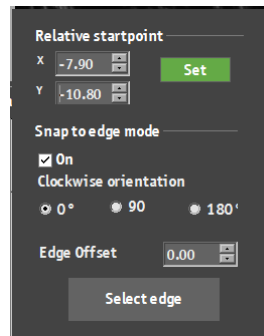 Relative startpoint
X -7.90 Set
Y -10.80
Snap to edge mode
On
Clockwise orientation
0° 90 180°
Edge Offset 0.00
Select edge